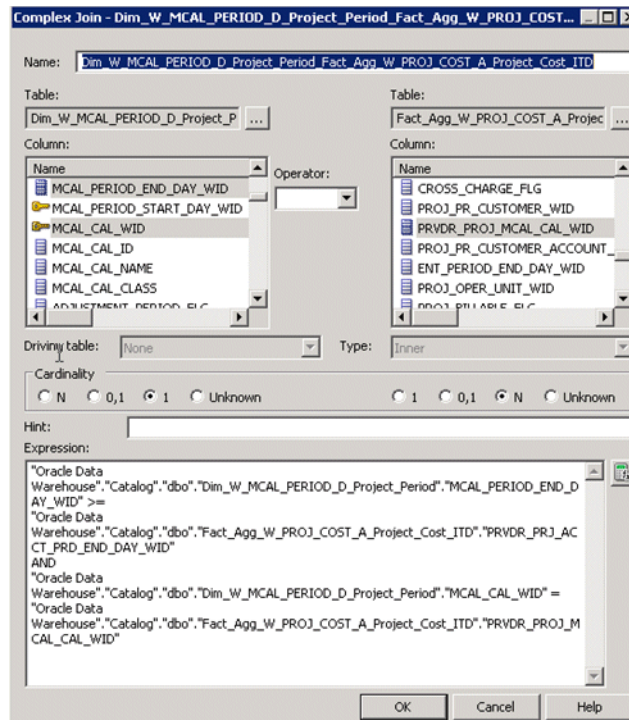 Complex Join - Dim_W_MCAL_PERIOD_D_Project_Period_Fact_Agg_W_PROJ_COST...
Name: Dim_W_MCAL_PERIOD_D_Project_Period_Fact_Agg_W_PROJ_COST_A_Project_Cost_ITD
Table: Table:
Dim_W_MCAL_PERIOD_D_Project_P ... Fact_Agg_W_PROJ_COST_A_Projec ...
Column: Column:
Name Operator: Name
MCAL_PERIOD_END_DAY_WID CROSS_CHARGE_FLG
MCAL_PERIOD_START_DAY_WID PROJ_PR_CUSTOMER_WID
MCAL_CAL_WID PRVDR_PROJ_MCAL_CAL_WID
MCAL_CAL_ID PROJ_PR_CUSTOMER_ACCOUNT_
MCAL_CAL_NAME ENT_PERIOD_END_DAY_WID
MCAL_CAL_CLASS PROJ_OPER_UNIT_WID
ADJUSTMENT_PERIOD_FLG PROJ_BILLABLE_FLG
Driving table: None Type: Inner
Cardinality
N 0,1 1 Unknown 1 0,1 N Unknown
Hint:
Expression:
"Oracle Data
Warehouse"."Catalog"."dbo"."Dim_W_MCAL_PERIOD_D_Project_Period"."MCAL_PERIOD_END_D
AY_WID" >=
"Oracle Data
Warehouse"."Catalog"."dbo"."Fact_Agg_W_PROJ_COST_A_Project_Cost_ITD"."PRVDR_PRJ_AC
CT_PRD_END_DAY_WID"
AND
"Oracle Data
Warehouse"."Catalog"."dbo"."Dim_W_MCAL_PERIOD_D_Project_Period"."MCAL_CAL_WID" =
"Oracle Data
Warehouse"."Catalog"."dbo"."Fact_Agg_W_PROJ_COST_A_Project_Cost_ITD"."PRVDR_PROJ_M
CAL_CAL_WID"
OK Cancel Help